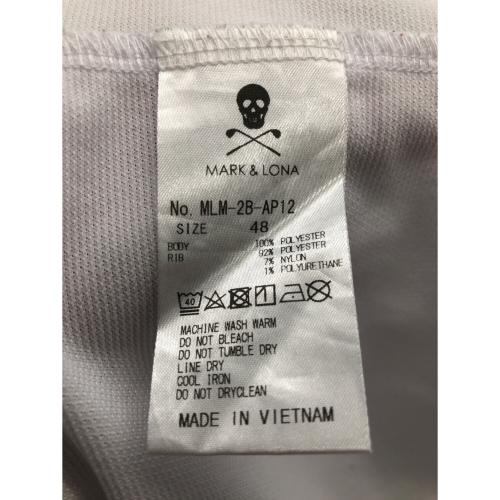 MARK & LONA
No. MLM-2B-AP12
SIZE 48
BODY 100% POLYESTER
RIB 92% POLYESTER
7% NYLON
1% POLYURETHANE
40
MACHINE WASH WARM
DO NOT BLEACH
DO NOT TUMBLE DRY
LINE DRY
COOL IRON
DO NOT DRYCLEAN
MADE IN VIETNAM